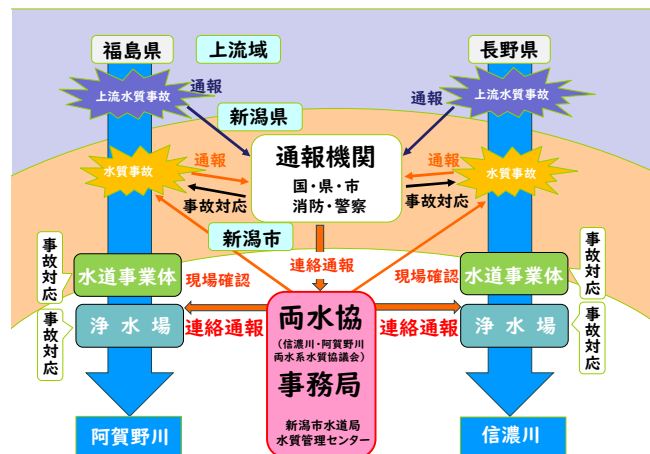 福島県
上流域
長野県
上流水質事故
通報
通報
上流水質事故
新潟県
水質事故
通報
通報機関
国・県・市
消防・警察
通報
水質事故
事故対応
事故対応
新潟市
連絡通報
事故対応
水道事業体
現場確認
現場確認
水道事業体
事故対応
事故対応
浄水場
連絡通報
両水協
(信濃川・阿賀野川
両水系水質協議会)
事務局
新潟市水道局
水質管理センター
連絡通報
浄水場
事故対応
阿賀野川
信濃川